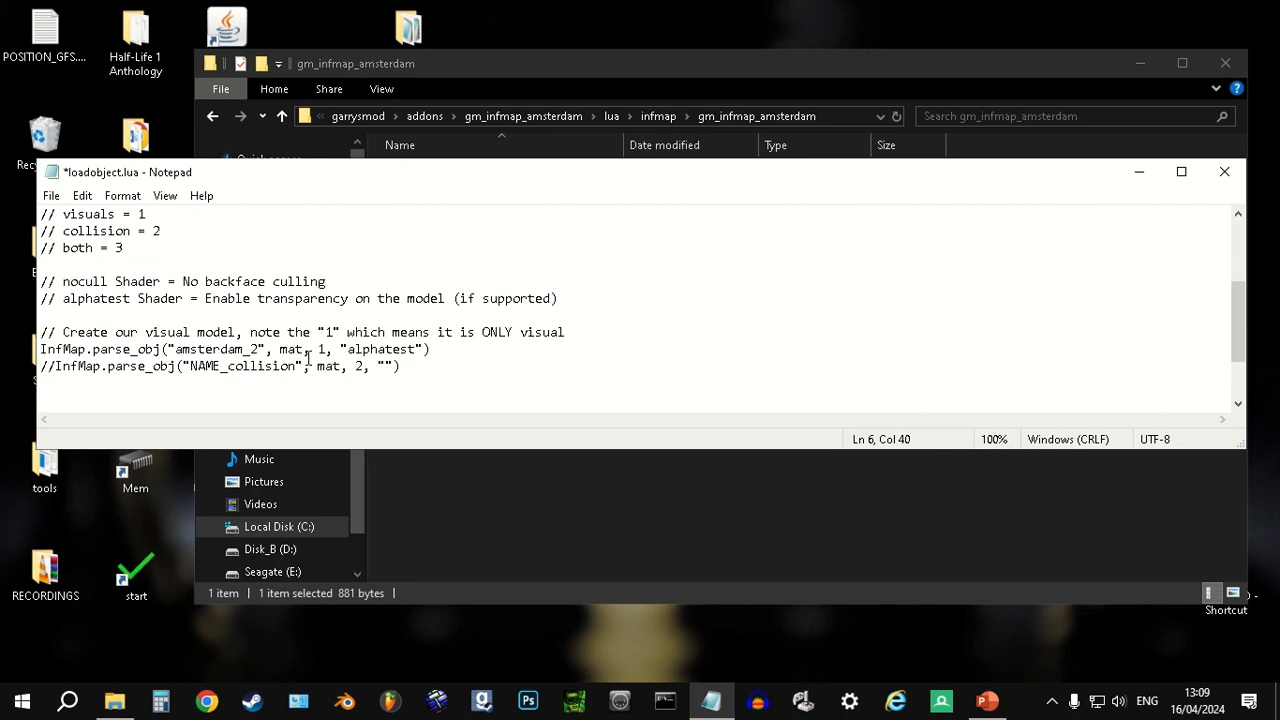 POSITION_GFS....
Half-Life 1
Anthology
gm_infmap_amsterdam
File
Home
Share
View
garrysmod
addons
gm_infmap_amsterdam
lua
infmap
gm_infmap_amsterdam
Search gm_infmap_amsterdam
Name
Date modified
Type
Size
*loadobject.lua - Notepad
File
Edit
Format
View
Help
// visuals = 1
// collision = 2
// both = 3
// nocull Shader = No backface culling
// alphatest Shader = Enable transparency on the model (if supported)
// Create our visual model, note the "1" which means it is ONLY visual
InfMap.parse_obj("amsterdam_2", mat, 1, "alphatest")
//InfMap.parse_obj("NAME_collision", mat, 2, "")
Ln 6, Col 40
100%
Windows (CRLF)
UTF-8
tools
Mem
Music
Pictures
Videos
Local Disk (C:)
Disk_B (D:)
Seagate (E:)
1 item
1 item selected 881 bytes
RECORDINGS
start
Shortcut
ENG
13:09
16/04/2024